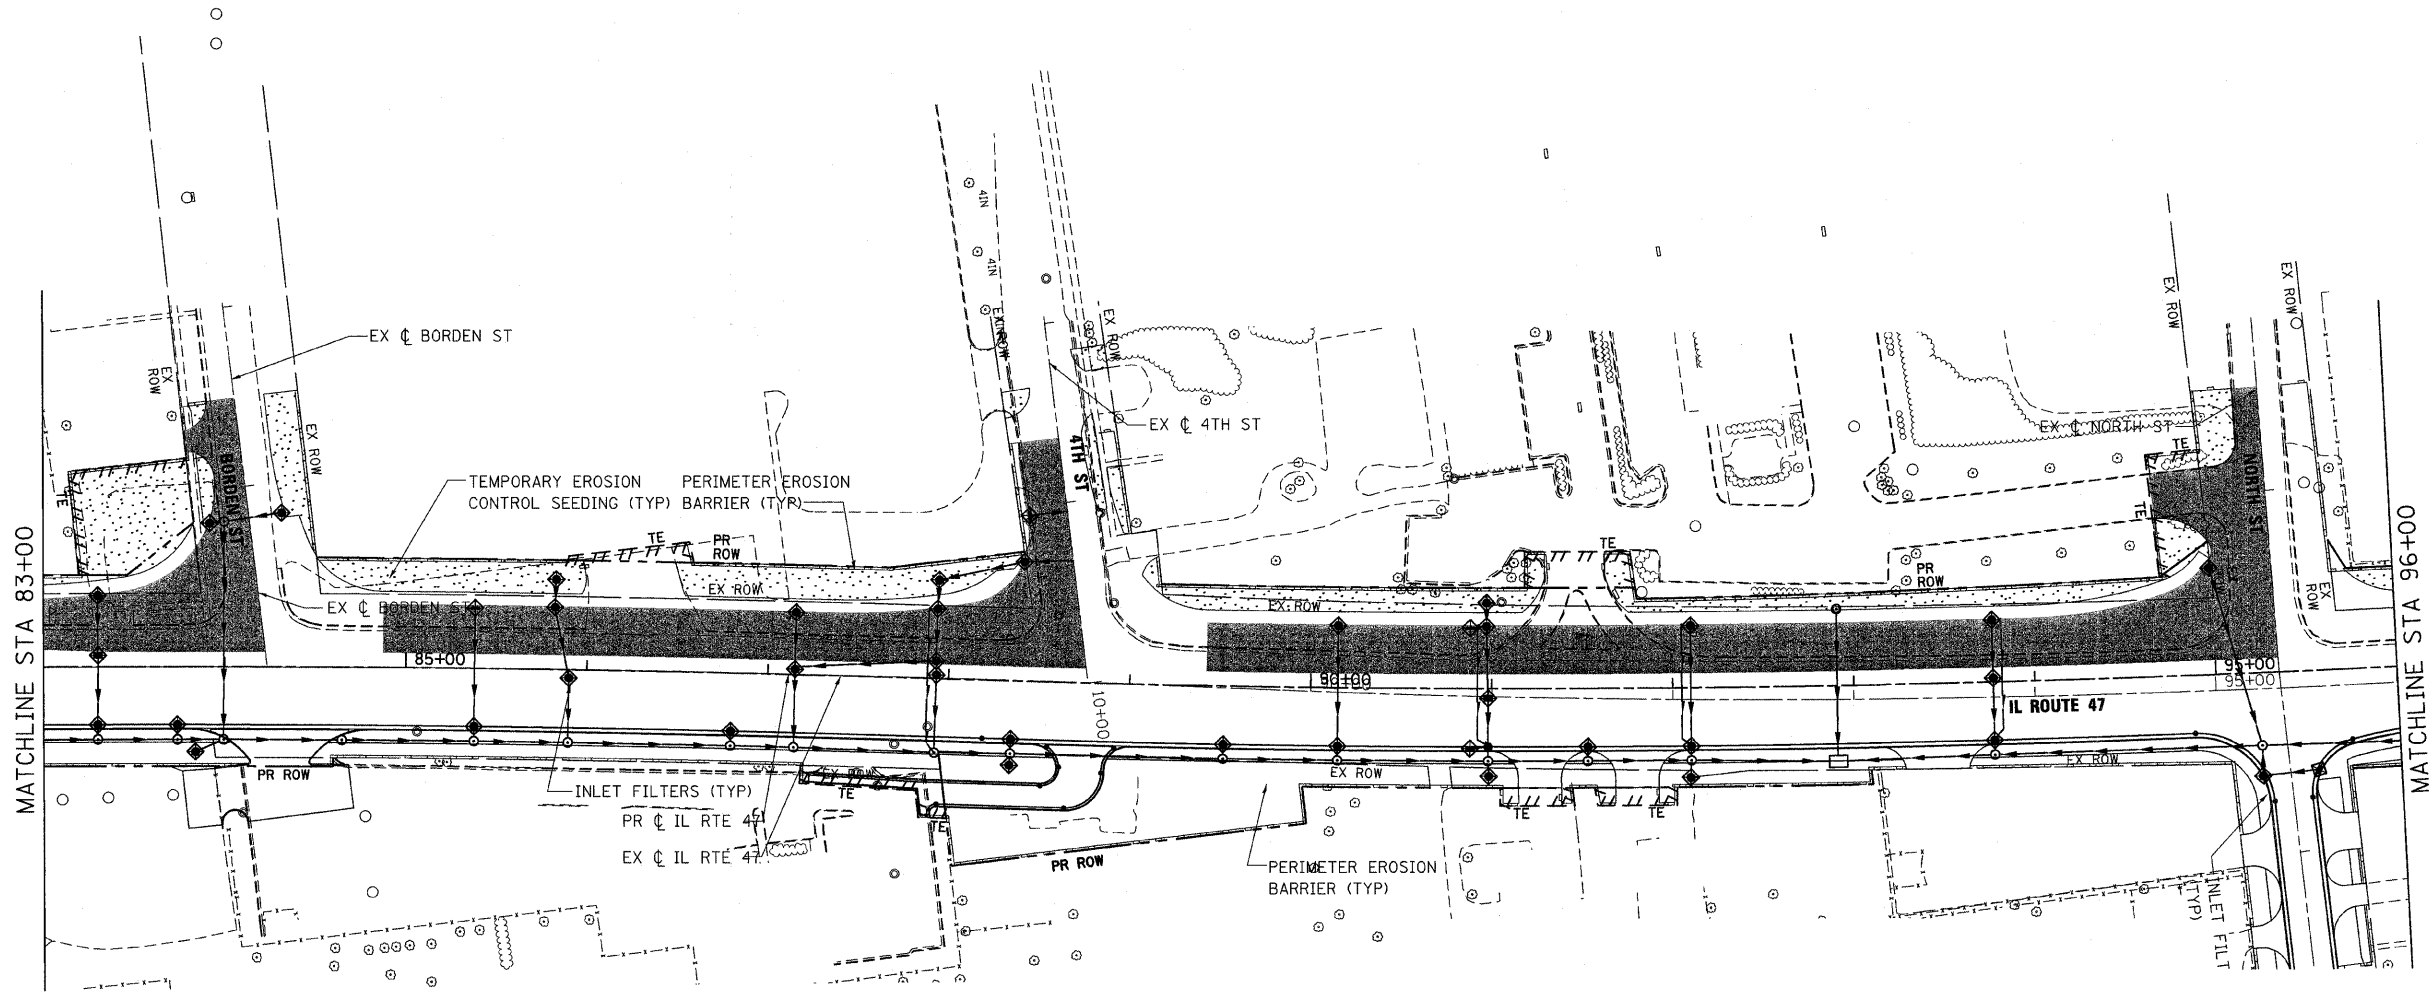 4IN
4IN
EX ROW
EX ROW
EX ROW
EX ROW
EX ℄ BORDEN ST
EX
ROW
EX ℄ 4TH ST
EX ℄ NORTH ST
EX ROW
TE
BORDEN ST
4TH ST
NORTH ST
TEMPORARY EROSION
CONTROL SEEDING (TYP)
PERIMETER EROSION
BARRIER (TYP)
TE
TE
TE
PR
ROW
TE
MATCHLINE STA 83+00
MATCHLINE STA 96+00
EX ROW
PR
ROW
EX
ROW
EX ℄ BORDEN ST
EX ROW
85+00
90+00
95+00
95+00
10+00
IL ROUTE 47
PR ROW
EX ROW
EX ROW
EX ROW
INLET FILTERS (TYP)
TE
TE
TE
TE
PR ℄ IL RTE 47
EX ℄ IL RTE 47
PR ROW
PERIMETER EROSION
BARRIER (TYP)
INLET FILT
(TYP)